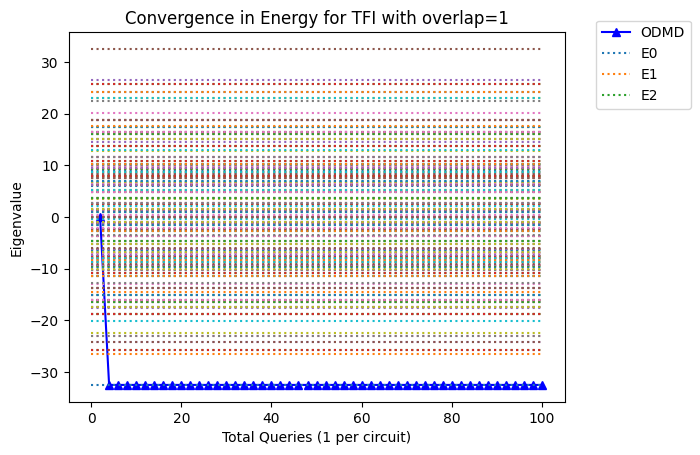 Convergence in Energy for TFI with overlap=1
ODMD
E0
E1
E2
Eigenvalue
30
20
10
0
−10
−20
−30
0 20 40 60 80 100
Total Queries (1 per circuit)